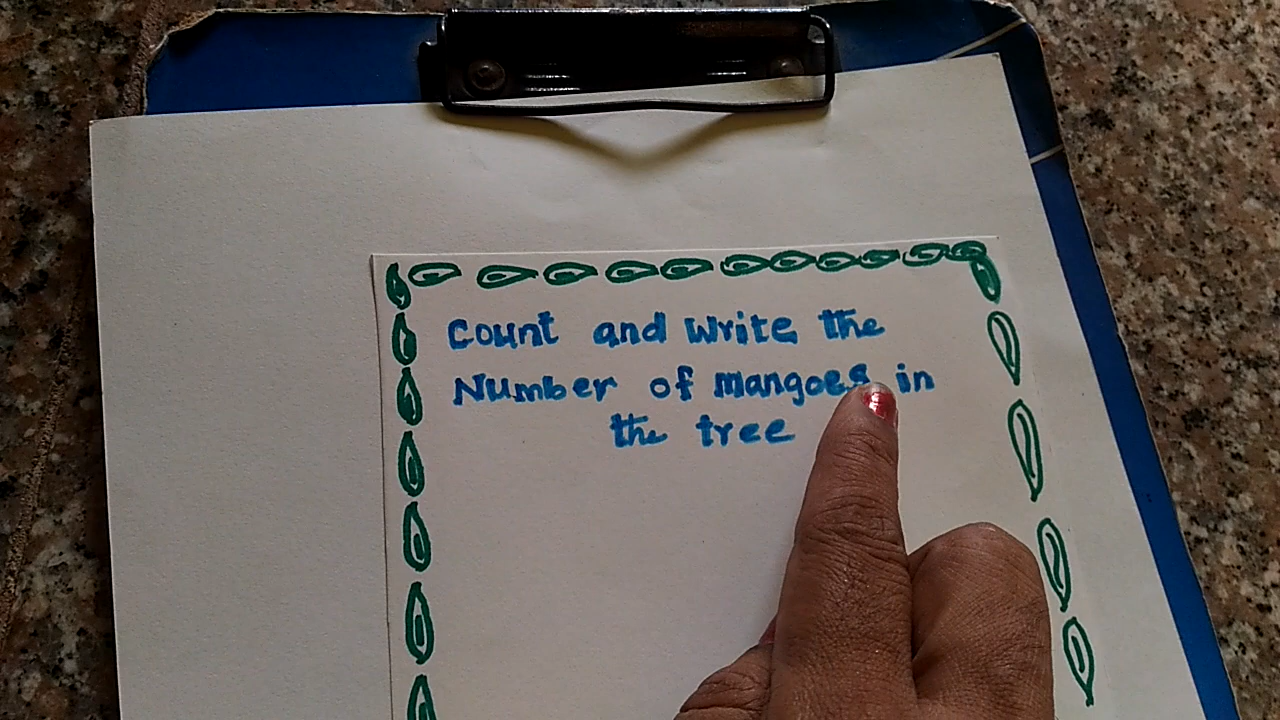 Count and Write the
Number of mangoes in
the tree